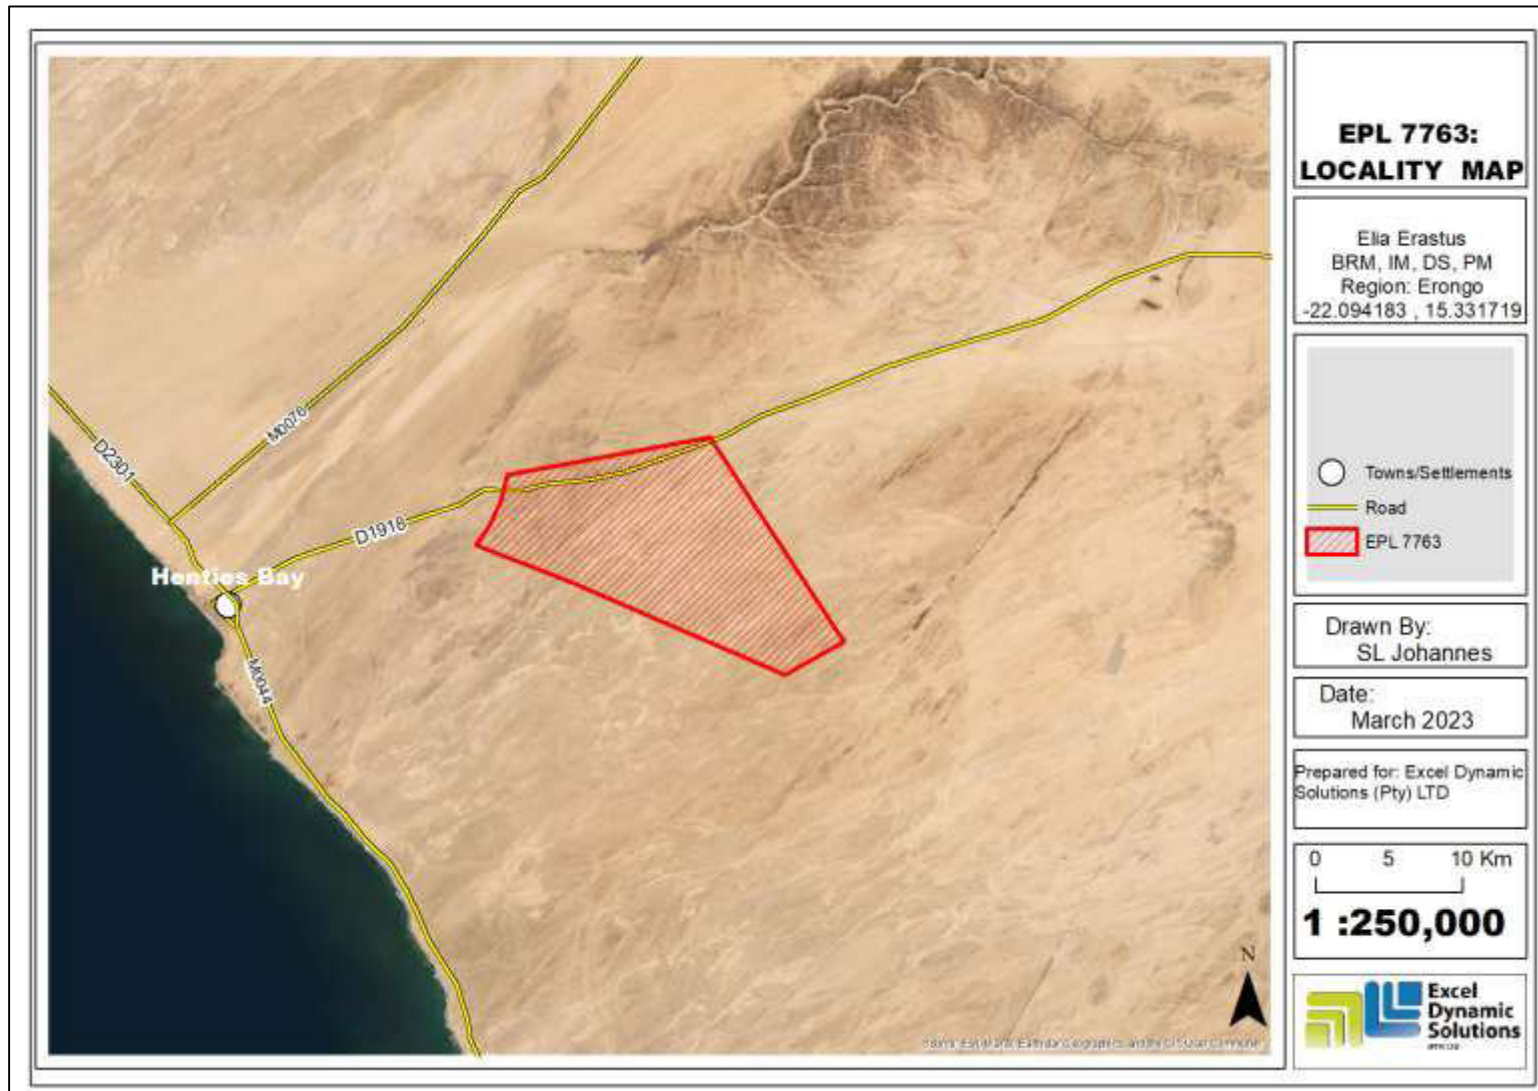 M0076
D2301
D1918
Henties Bay
M0044
N
EPL 7763:
LOCALITY MAP
Elia Erastus
BRM, IM, DS, PM
Region: Erongo
-22.094183 , 15.331719
Towns/Settlements
Road
EPL 7763
Drawn By:
SL Johannes
Date:
March 2023
Prepared for: Excel Dynamic
Solutions (Pty) LTD
0 5 10 Km
1 :250,000
Excel
Dynamic
Solutions